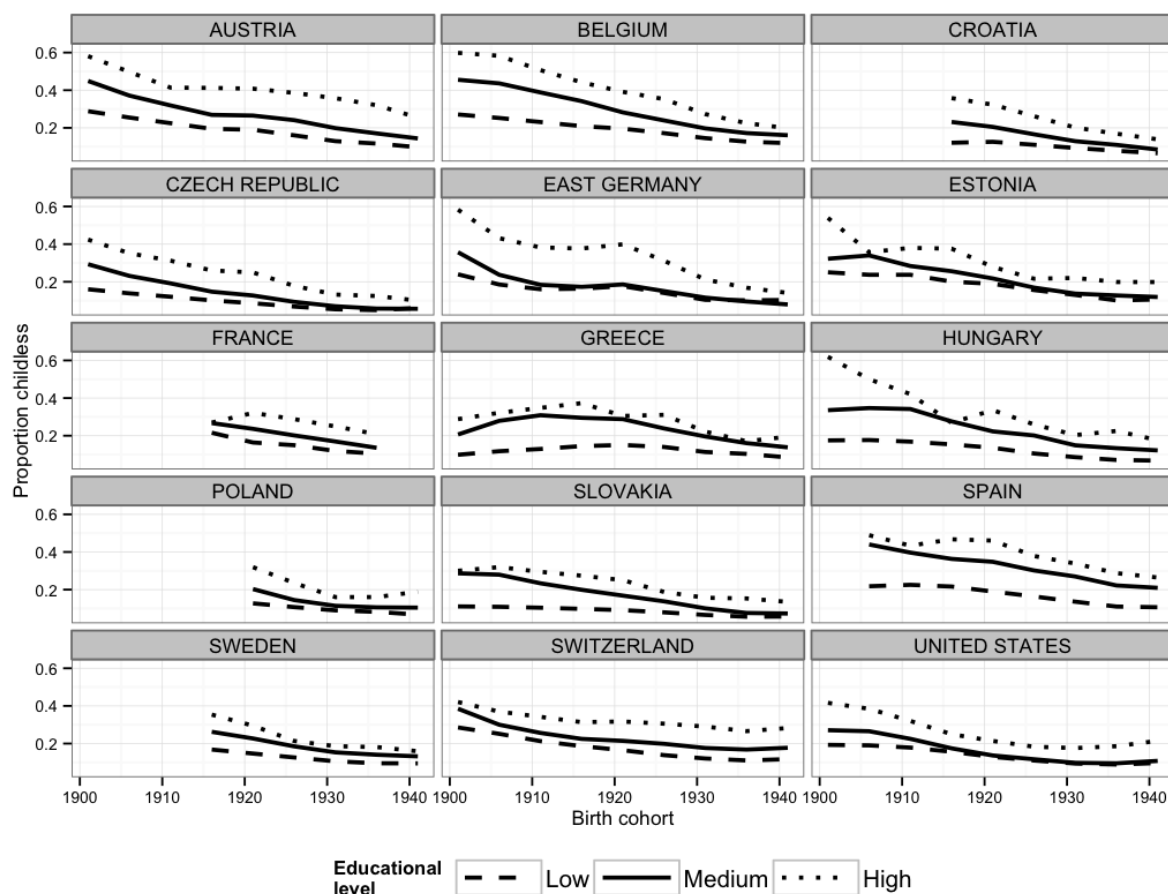 AUSTRIA BELGIUM CROATIA
0.6
0.4
0.2
CZECH REPUBLIC EAST GERMANY ESTONIA
0.6
0.4
0.2
FRANCE GREECE HUNGARY
0.6
0.4
0.2
POLAND SLOVAKIA SPAIN
0.6
0.4
0.2
SWEDEN SWITZERLAND UNITED STATES
0.6
0.4
0.2
Proportion childless
1900 1910 1920 1930 1940 1900 1910 1920 1930 1940 1900 1910 1920 1930 1940
Birth cohort
Educational
level
Low Medium High